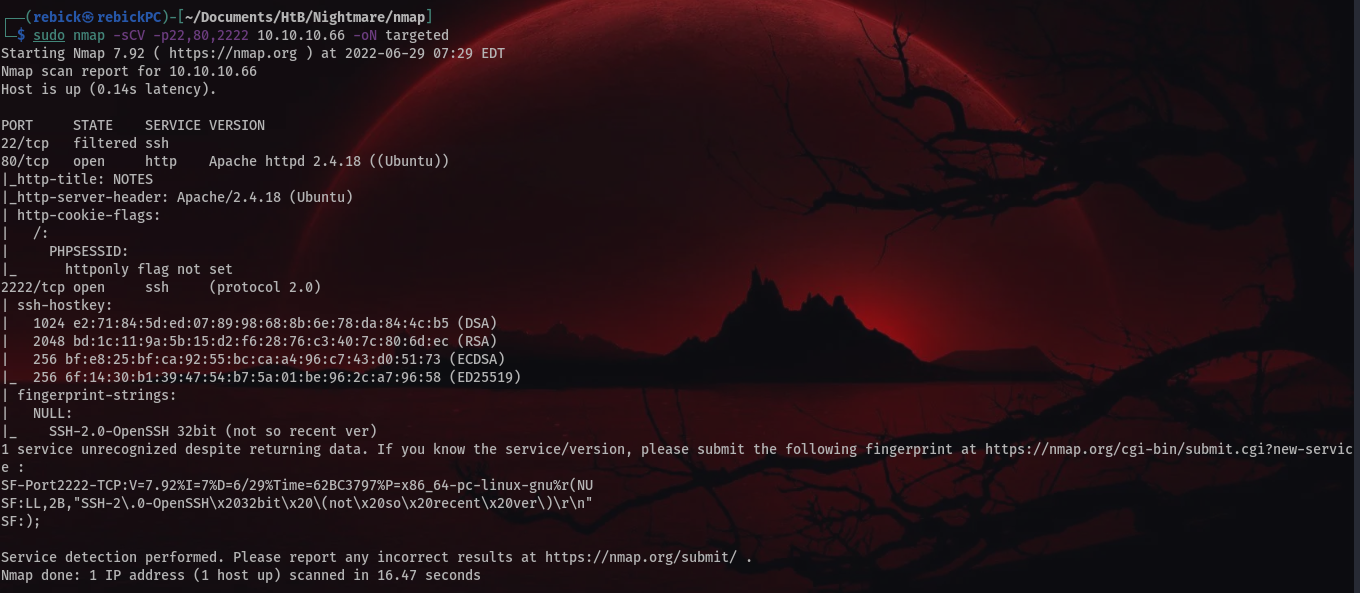 ┌──(rebick㉿rebickPC)-[~/Documents/HtB/Nightmare/nmap]
└─$ sudo nmap -sCV -p22,80,2222 10.10.10.66 -oN targeted
Starting Nmap 7.92 ( https://nmap.org ) at 2022-06-29 07:29 EDT
Nmap scan report for 10.10.10.66
Host is up (0.14s latency).

PORT     STATE    SERVICE VERSION
22/tcp   filtered ssh
80/tcp   open     http    Apache httpd 2.4.18 ((Ubuntu))
|_http-title: NOTES
|_http-server-header: Apache/2.4.18 (Ubuntu)
| http-cookie-flags:
|   /:
|     PHPSESSID:
|_      httponly flag not set
2222/tcp open     ssh     (protocol 2.0)
| ssh-hostkey:
|   1024 e2:71:84:5d:ed:07:89:98:68:8b:6e:78:da:84:4c:b5 (DSA)
|   2048 bd:1c:11:9a:5b:15:d2:f6:28:76:c3:40:7c:80:6d:ec (RSA)
|   256 bf:e8:25:bf:ca:92:55:bc:ca:a4:96:c7:43:d0:51:73 (ECDSA)
|_  256 6f:14:30:b1:39:47:54:b7:5a:01:be:96:2c:a7:96:58 (ED25519)
| fingerprint-strings:
|   NULL:
|_    SSH-2.0-OpenSSH 32bit (not so recent ver)
1 service unrecognized despite returning data. If you know the service/version, please submit the following fingerprint at https://nmap.org/cgi-bin/submit.cgi?new-servic
e :
SF-Port2222-TCP:V=7.92%I=7%D=6/29%Time=62BC3797%P=x86_64-pc-linux-gnu%r(NU
SF:LL,2B,"SSH-2\.0-OpenSSH\x2032bit\x20\(not\x20so\x20recent\x20ver\)\r\n"
SF:);

Service detection performed. Please report any incorrect results at https://nmap.org/submit/ .
Nmap done: 1 IP address (1 host up) scanned in 16.47 seconds